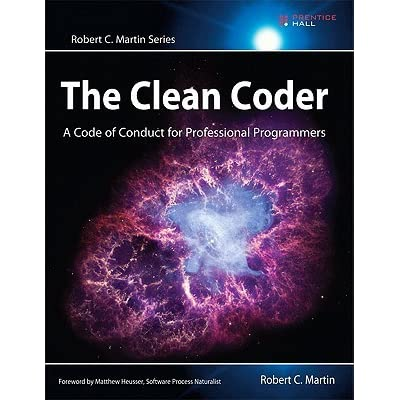 Robert C. Martin Series
PRENTICE
HALL
The Clean Coder
A Code of Conduct for Professional Programmers
Foreword by Matthew Heusser, Software Process Naturalist
Robert C. Martin